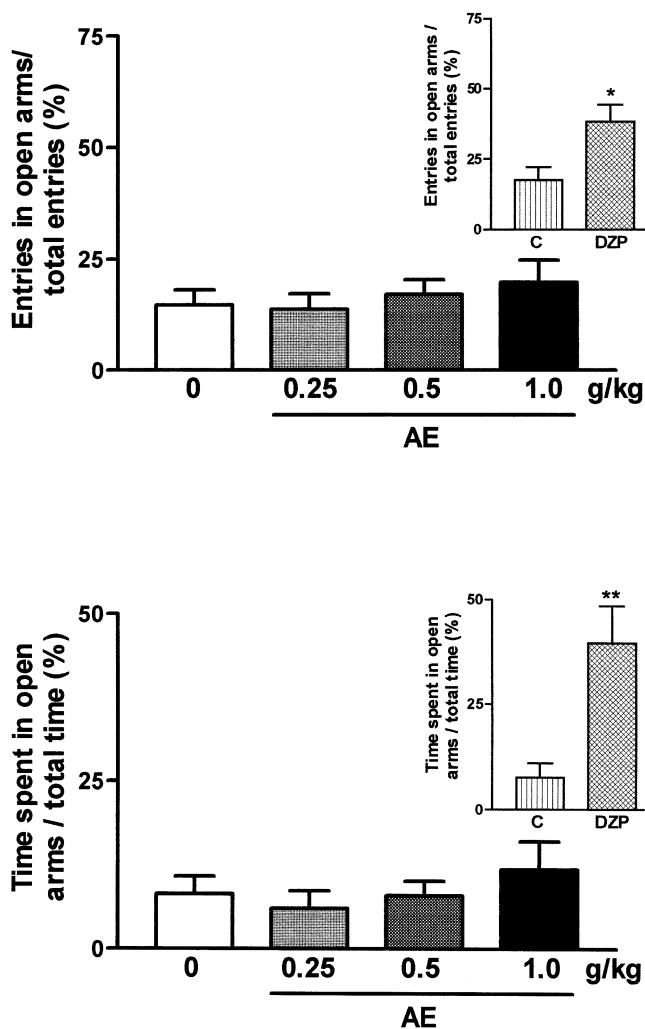 Entries in open arms/
total entries (%)
75
50
25
0
Entries in open arms /
total entries (%)
75
50
25
0
*
C DZP
0 0.25 0.5 1.0 g/kg
AE
Time spent in open
arms / total time (%)
50
25
0
Time spent in open
arms / total time (%)
50
25
0
**
C DZP
0 0.25 0.5 1.0 g/kg
AE